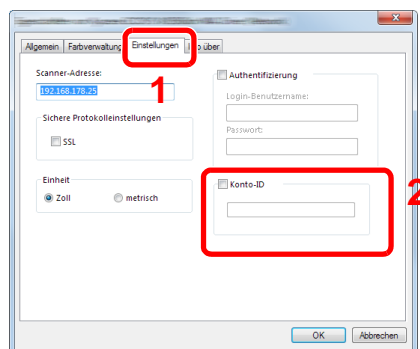 Allgemein Farbverwaltung Einstellungen über
1
Scanner-Adresse:
192.168.178.25
Sichere Protokolleinstellungen
SSL
Einheit
Zoll metrisch
Authentifizierung
Login-Benutzername:
Passwort:
Konto-ID
2
OK Abbrechen